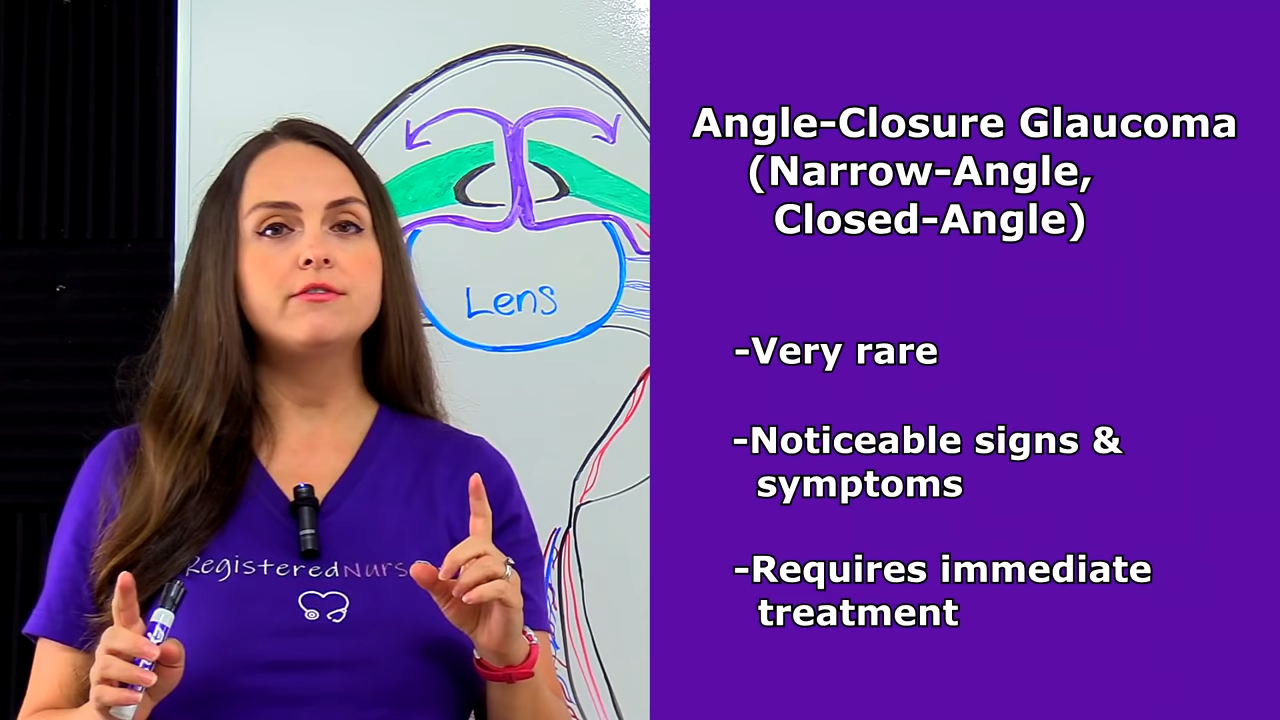 Angle-Closure Glaucoma
(Narrow-Angle,
Closed-Angle)
Lens
-Very rare
-Noticeable signs &
symptoms
-Requires immediate
treatment
RegisteredNurse